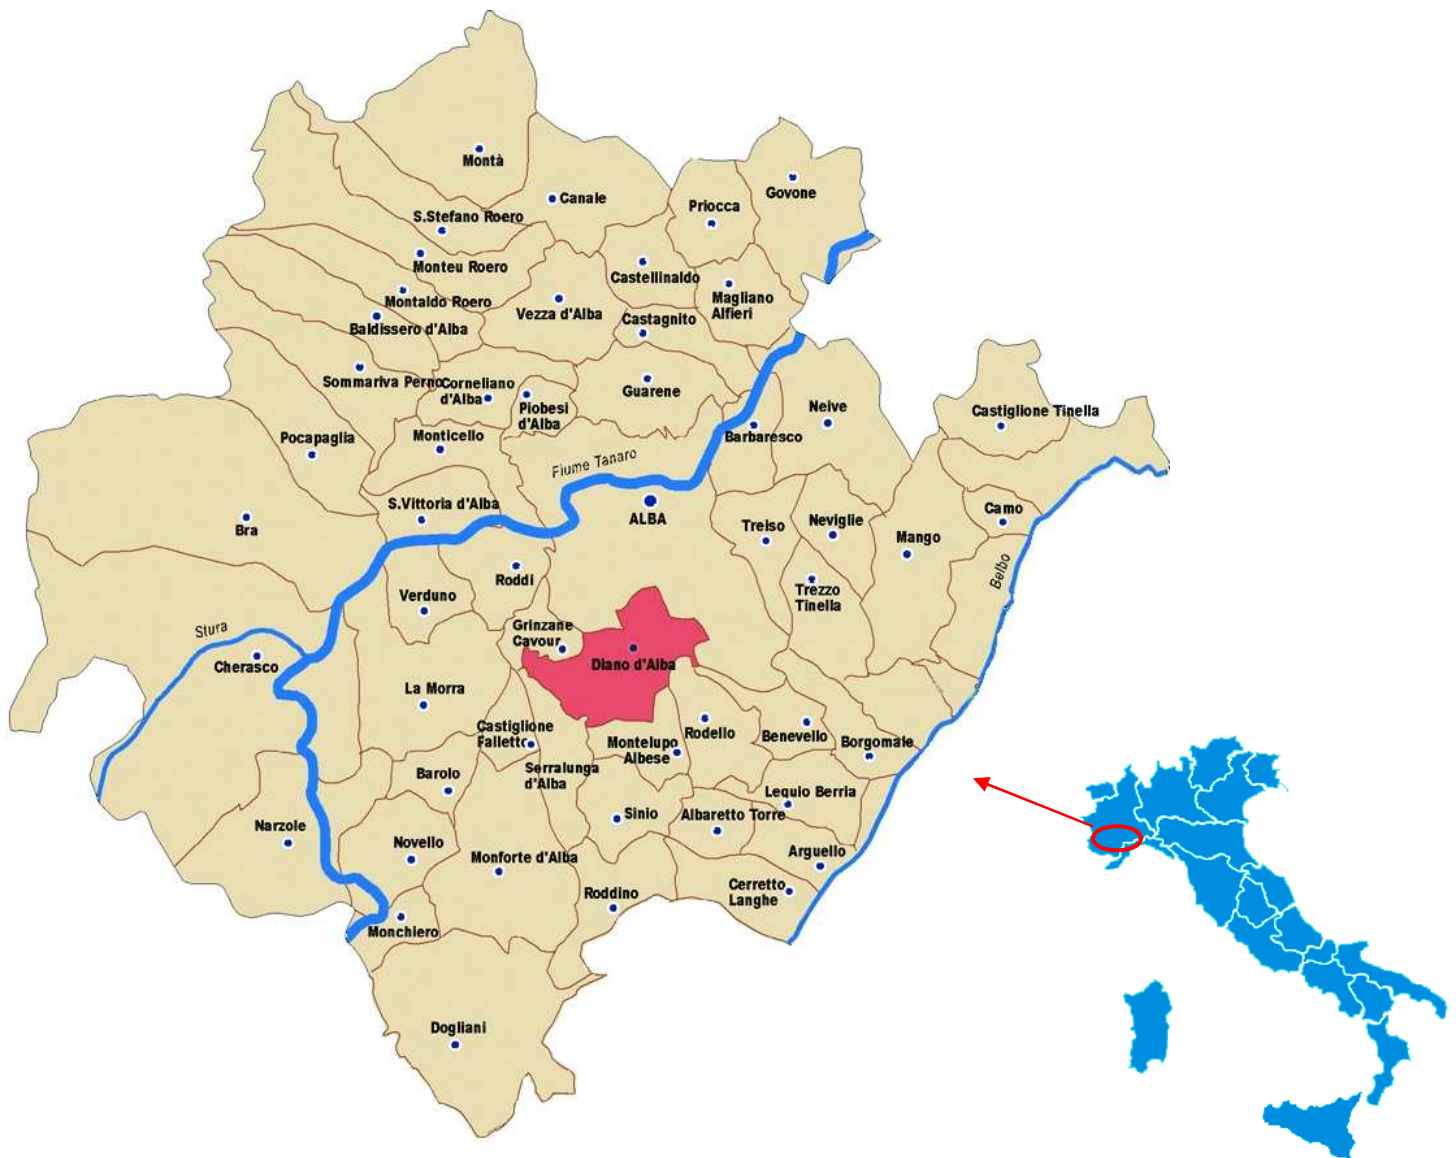 Montà
Canale
Govone
Priocca
S.Stefano Roero
Monteu Roero
Castellinaldo
Montaldo Roero
Magliano
Alfieri
Vezza d'Alba
Castagnito
Baldissero d'Alba
Sommariva Perno
Corneliano
d'Alba
Guarene
Piobesi
d'Alba
Neive
Castiglione Tinella
Pocapaglia
Monticello
Barbaresco
Fiume Tanaro
S.Vittoria d'Alba
ALBA
Bra
Treiso
Neviglie
Camo
Mango
Belbo
Roddi
Verduno
Trezzo
Tinella
Stura
Grinzane
Cavour
Cherasco
Diano d'Alba
La Morra
Castiglione
Falletto
Rodello
Benevello
Borgomale
Montelupo
Albese
Barolo
Serralunga
d'Alba
Lequio Berria
Sinio
Albaretto Torre
Narzole
Novello
Monforte d'Alba
Arguello
Roddino
Cerretto
Langhe
Monchiero
Dogliani